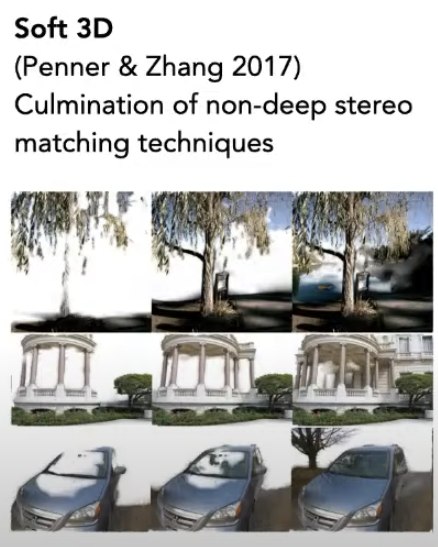 Soft 3D
(Penner & Zhang 2017)
Culmination of non-deep stereo
matching techniques